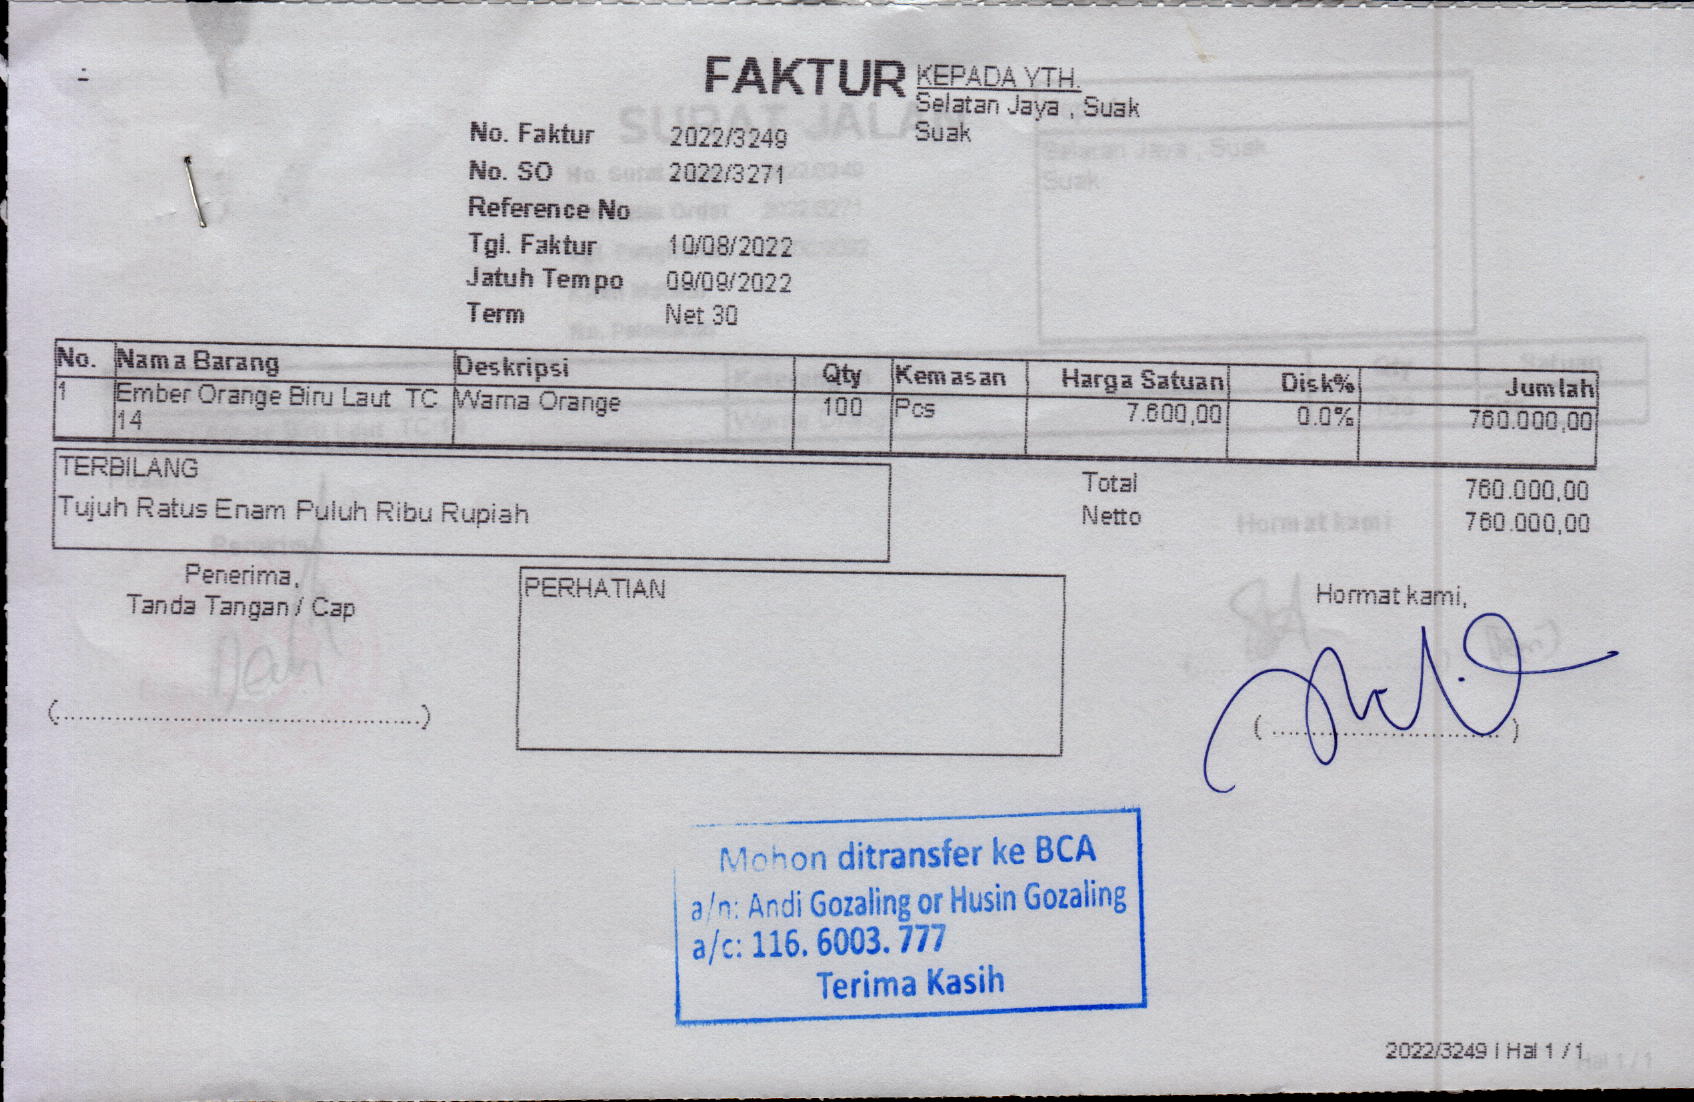 FAKTUR
KEPADA YTH.
Selatan Jaya , Suak
Suak
No. Faktur 2022/3249
No. SO 2022/3271
Reference No
Tgl. Faktur 10/08/2022
Jatuh Tempo 09/09/2022
Term Net 30
No. Nama Barang Deskripsi Qty Kemasan Harga Satuan Disk% Jumlah
1 Ember Orange Biru Laut TC Warna Orange 100 Pcs 7.600,00 0.0% 760.000,00
14
TERBILANG
Tujuh Ratus Enam Puluh Ribu Rupiah
Total 760.000,00
Netto 760.000,00
Penerima,
Tanda Tangan / Cap
(..................................................)
PERHATIAN
Hormat kami,
(................................)
Mohon ditransfer ke BCA
a/n: Andi Gozaling or Husin Gozaling
a/c: 116. 6003. 777
Terima Kasih
2022/3249 | Hal 1 / 1